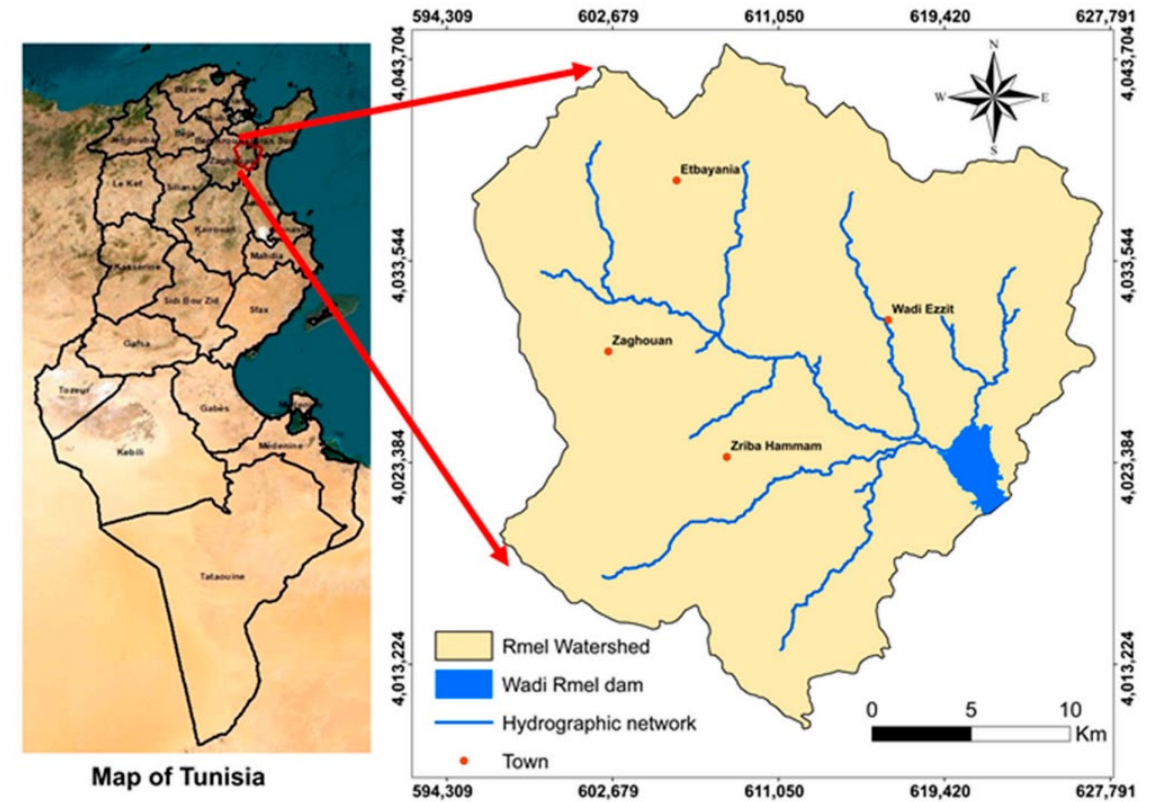 594,309 602,679 611,050 619,420 627,791
4,043,704
4,033,544
4,023,384
4,013,224
4,043,704
4,033,544
4,023,384
4,013,224
N
W E
S
Bizerte
Béja
Zaghouan
Le Kef
Siliana
Kairouan
Mahdia
Kasserine
Sidi Bou Zid
Sfax
Gafsa
Tozeur
Gabès
Kebili
Médenine
Tataouine
Map of Tunisia
Etbayania
Wadi Ezzit
Zaghouan
Zriba Hammam
Rmel Watershed
Wadi Rmel dam
Hydrographic network
Town
0 5 10
Km
594,309 602,679 611,050 619,420 627,791